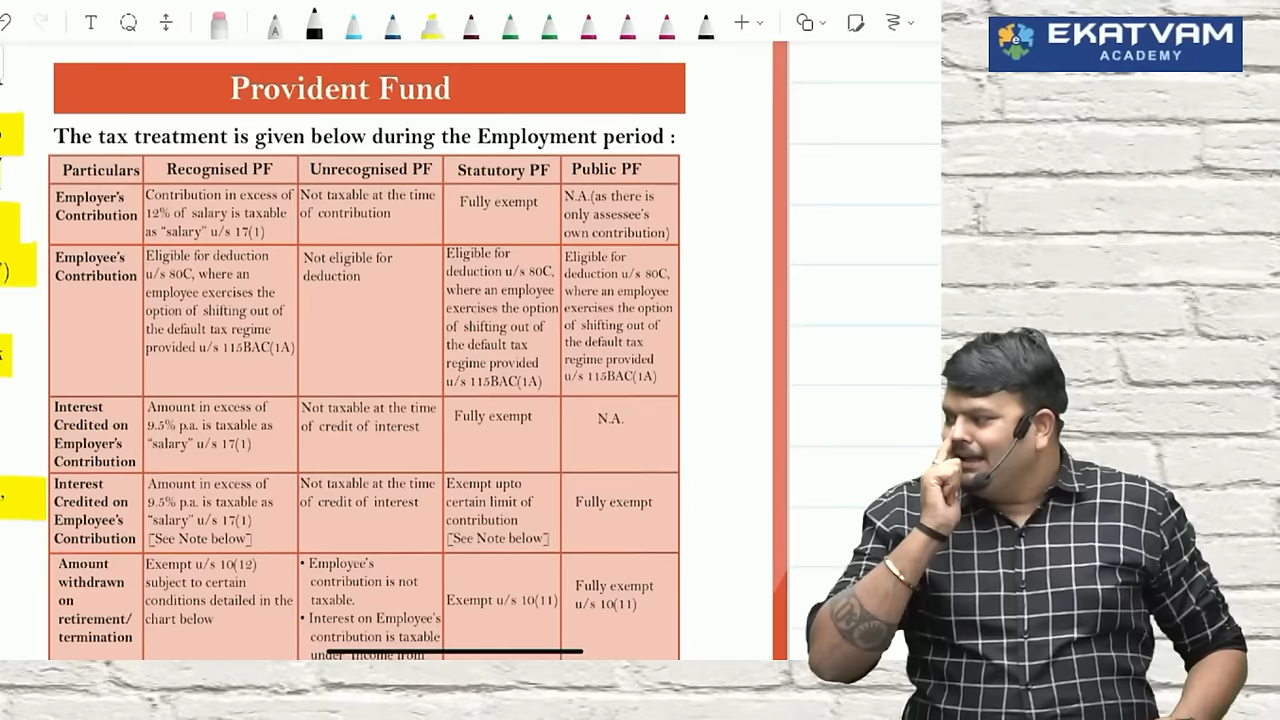 EKATVAM
ACADEMY
Provident Fund
The tax treatment is given below during the Employment period :
Particulars
Recognised PF
Unrecognised PF
Statutory PF
Public PF
Employer's
Contribution
Contribution in excess of
12% of salary is taxable
as "salary" u/s 17(1)
Not taxable at the time
of contribution
Fully exempt
N.A.(as there is
only assessee's
own contribution)
Employee's
Contribution
Eligible for deduction
u/s 80C, where an
employee exercises the
option of shifting out of
the default tax regime
provided u/s 115BAC(1A)
Not eligible for
deduction
Eligible for
deduction u/s 80C,
where an employee
exercises the option
of shifting out of
the default tax
regime provided
u/s 115BAC(1A)
Eligible for
deduction u/s 80C,
where an employee
exercises the option
of shifting out of
the default tax
regime provided
u/s 115BAC(1A)
Interest
Credited on
Employer's
Contribution
Amount in excess of
9.5% p.a. is taxable as
"salary" u/s 17(1)
Not taxable at the time
of credit of interest
Fully exempt
N.A.
Interest
Credited on
Employee's
Contribution
Amount in excess of
9.5% p.a. is taxable as
"salary" u/s 17(1)
[See Note below]
Not taxable at the time
of credit of interest
Exempt upto
certain limit of
contribution
[See Note below]
Fully exempt
Amount
withdrawn
on
retirement/
termination
Exempt u/s 10(12)
subject to certain
conditions detailed in the
chart below
• Employee's
contribution is not
taxable.
• Interest on Employee's
contribution is taxable
under Income from
Exempt u/s 10(11)
Fully exempt
u/s 10(11)